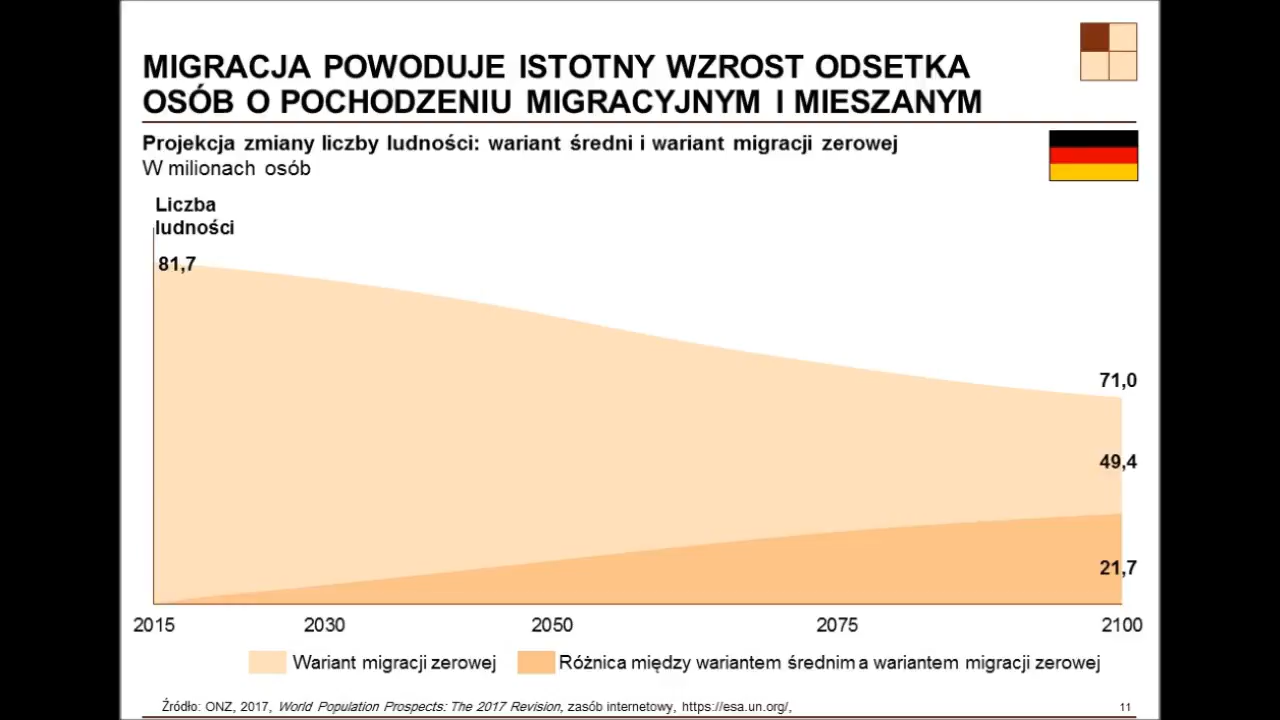 MIGRACJA POWODUJE ISTOTNY WZROST ODSETKA
OSÓB O POCHODZENIU MIGRACYJNYM I MIESZANYM
Projekcja zmiany liczby ludności: wariant średni i wariant migracji zerowej
W milionach osób
Liczba
ludności
81,7
71,0
49,4
21,7
2015 2030 2050 2075 2100
Wariant migracji zerowej Różnica między wariantem średnim a wariantem migracji zerowej
Źródło: ONZ, 2017, World Population Prospects: The 2017 Revision, zasób internetowy, https://esa.un.org/, 11